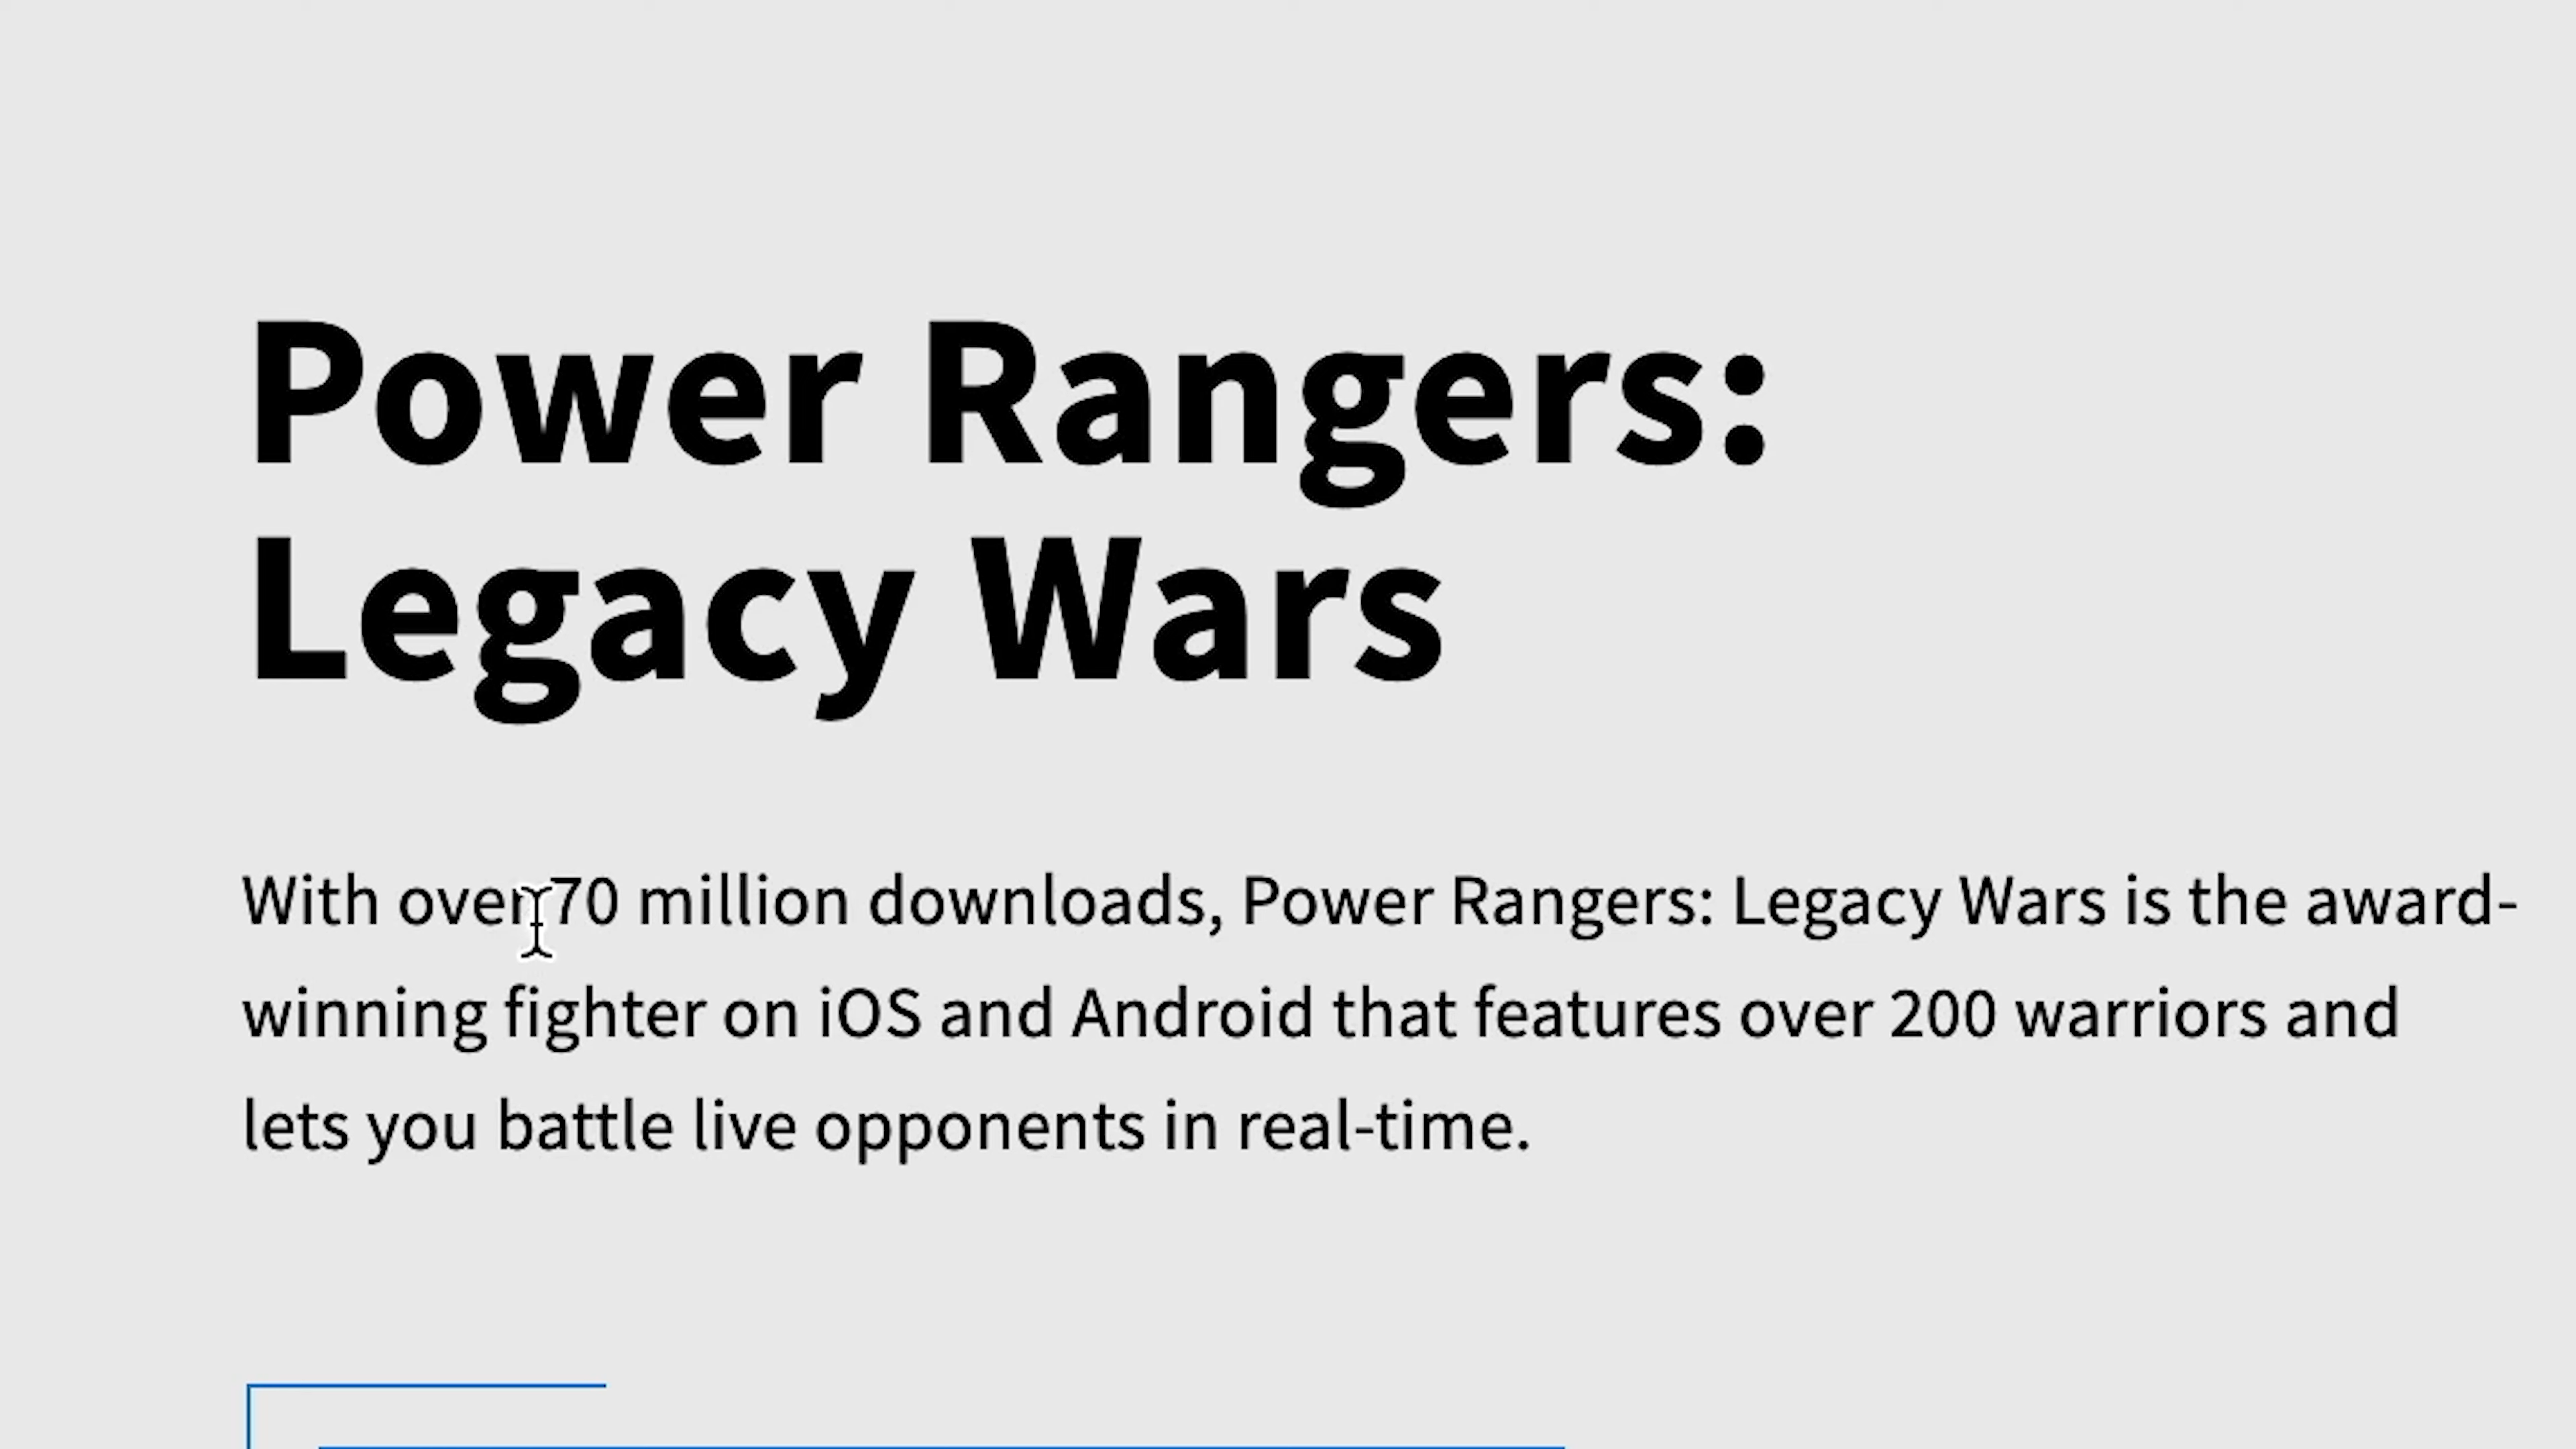 Power Rangers:
Legacy Wars
With over 70 million downloads, Power Rangers: Legacy Wars is the award-
winning fighter on iOS and Android that features over 200 warriors and
lets you battle live opponents in real-time.